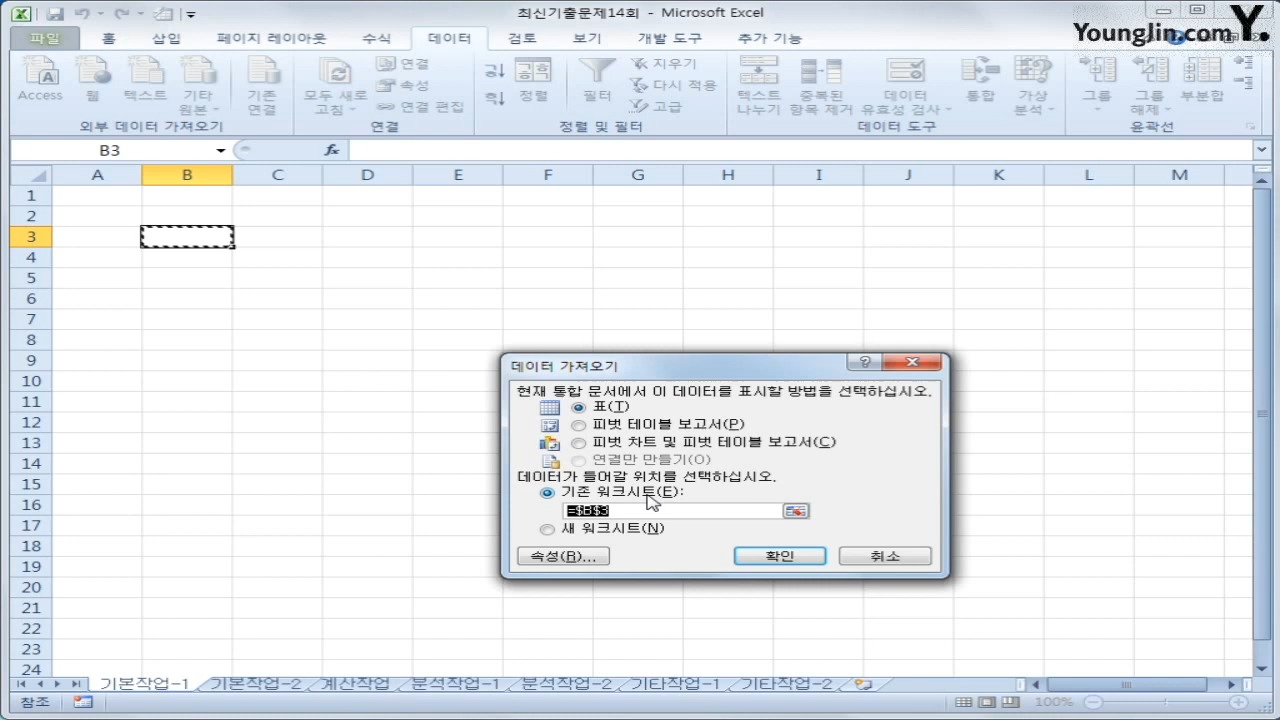 최신기출문제14회 - Microsoft Excel
YoungJin.com Y.
파일 홈 삽입 페이지 레이아웃 수식 데이터 검토 보기 개발 도구 추가 기능
Access 웹 텍스트 기타 원본 기존 연결 모두 새로 고침 연결 속성 연결 편집 정렬 필터 지우기 다시 적용 고급 텍스트 나누기 중복된 항목 제거 데이터 유효성 검사 통합 가상 분석 그룹 그룹 해제 부분합
외부 데이터 가져오기 연결 정렬 및 필터 데이터 도구 윤곽선
B3 fx
A B C D E F G H I J K L M
1
2
3
4
5
6
7
8
9
10
11
12
13
14
15
16
17
18
19
20
21
22
23
24
데이터 가져오기
현재 통합 문서에서 이 데이터를 표시할 방법을 선택하십시오.
표(T)
피벗 테이블 보고서(P)
피벗 차트 및 피벗 테이블 보고서(C)
연결만 만들기(O)
데이터가 들어갈 위치를 선택하십시오.
기존 워크시트(E):
=$B$3
새 워크시트(N)
속성(R)... 확인 취소
기본작업-1 기본작업-2 계산작업 분석작업-1 분석작업-2 기타작업-1 기타작업-2
참조 100%